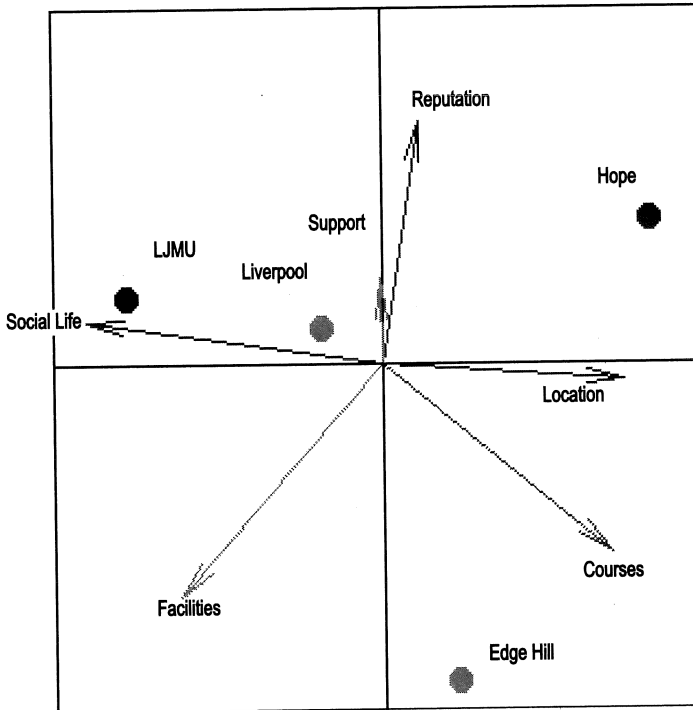 Reputation
Hope
Support
LJMU
Liverpool
Social Life
Location
Courses
Facilities
Edge Hill